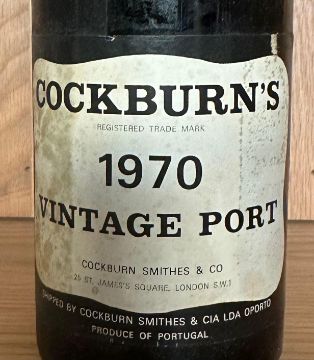 COCKBURN'S
REGISTERED TRADE MARK
1970
VINTAGE PORT
COCKBURN SMITHES & CO
25 ST. JAMES'S SQUARE, LONDON S.W.1
SHIPPED BY COCKBURN SMITHES & CIA LDA OPORTO
PRODUCE OF PORTUGAL